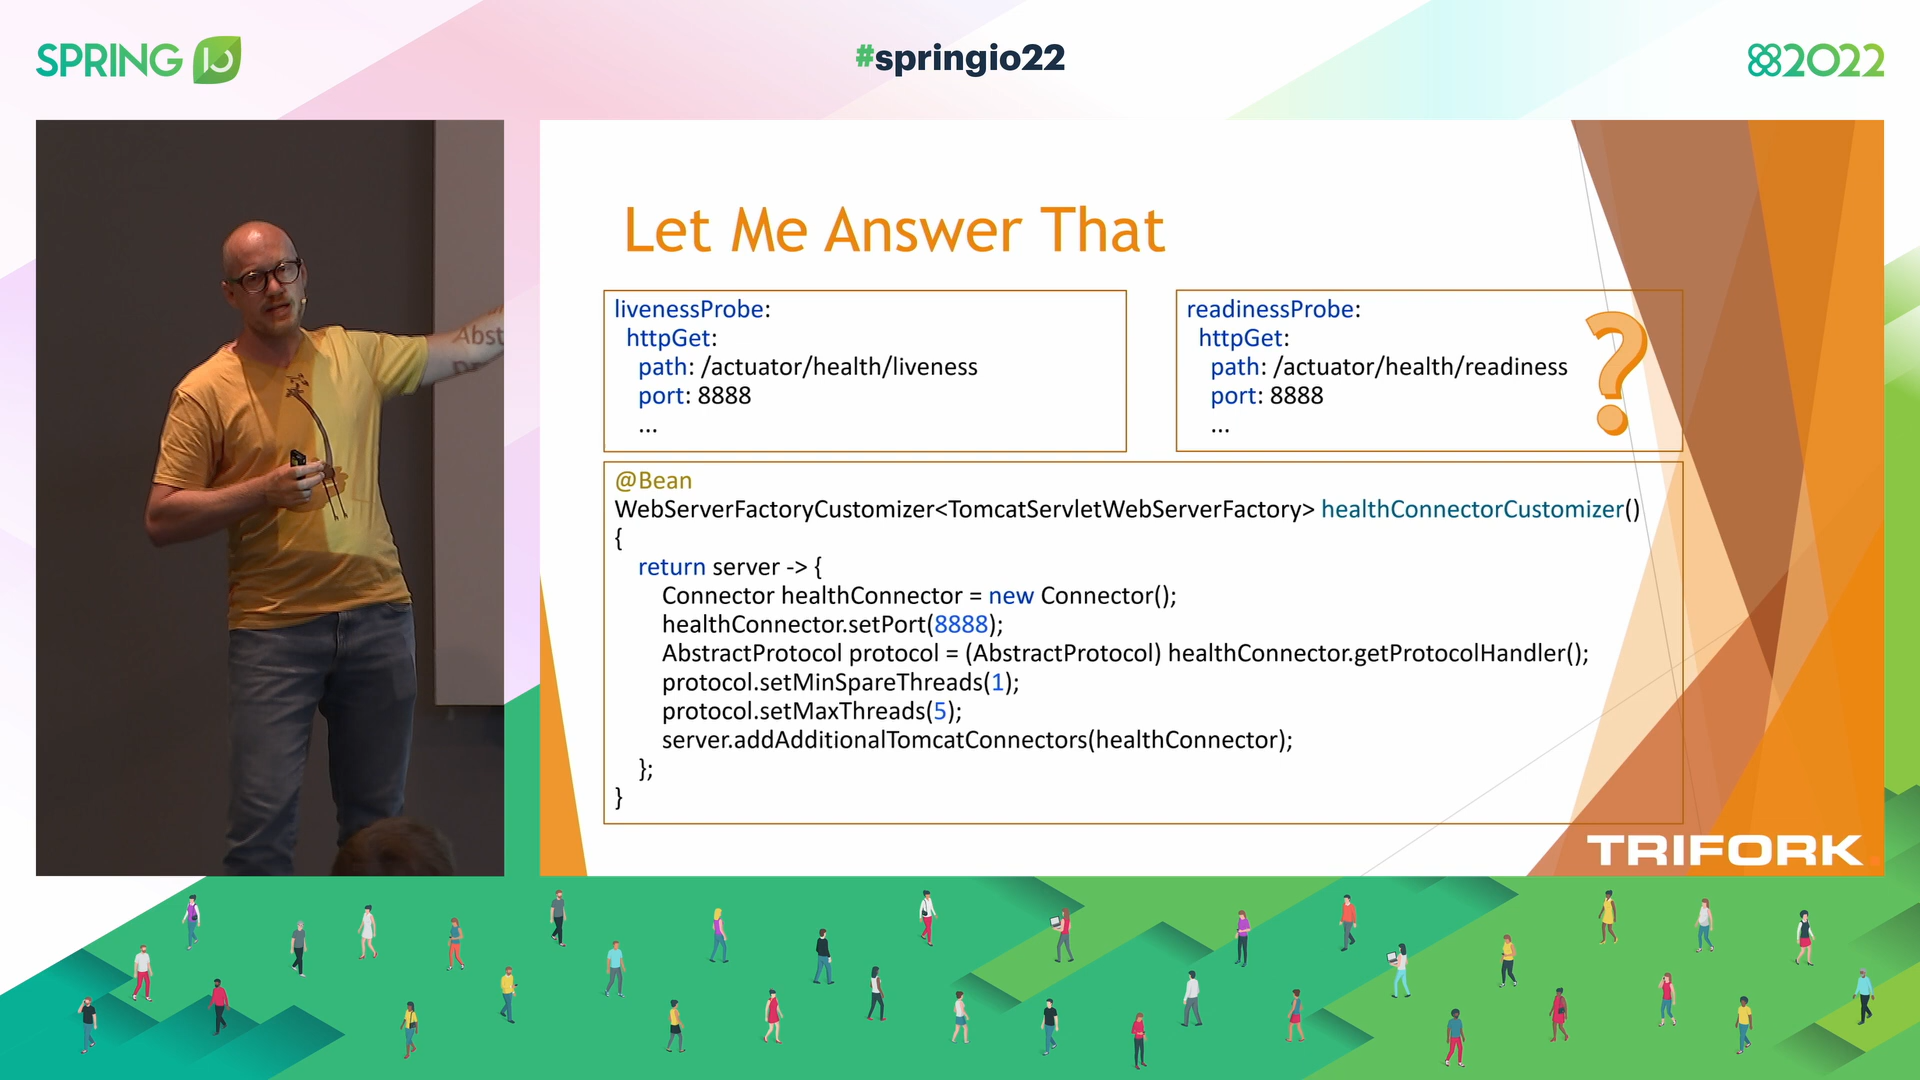 SPRING IO
#springio22
2022
Let Me Answer That
livenessProbe:
httpGet:
path: /actuator/health/liveness
port: 8888
...
readinessProbe:
httpGet:
path: /actuator/health/readiness
port: 8888
...
?
@Bean
WebServerFactoryCustomizer<TomcatServletWebServerFactory> healthConnectorCustomizer()
{
return server -> {
Connector healthConnector = new Connector();
healthConnector.setPort(8888);
AbstractProtocol protocol = (AbstractProtocol) healthConnector.getProtocolHandler();
protocol.setMinSpareThreads(1);
protocol.setMaxThreads(5);
server.addAdditionalTomcatConnectors(healthConnector);
};
}
TRIFORK
Abst